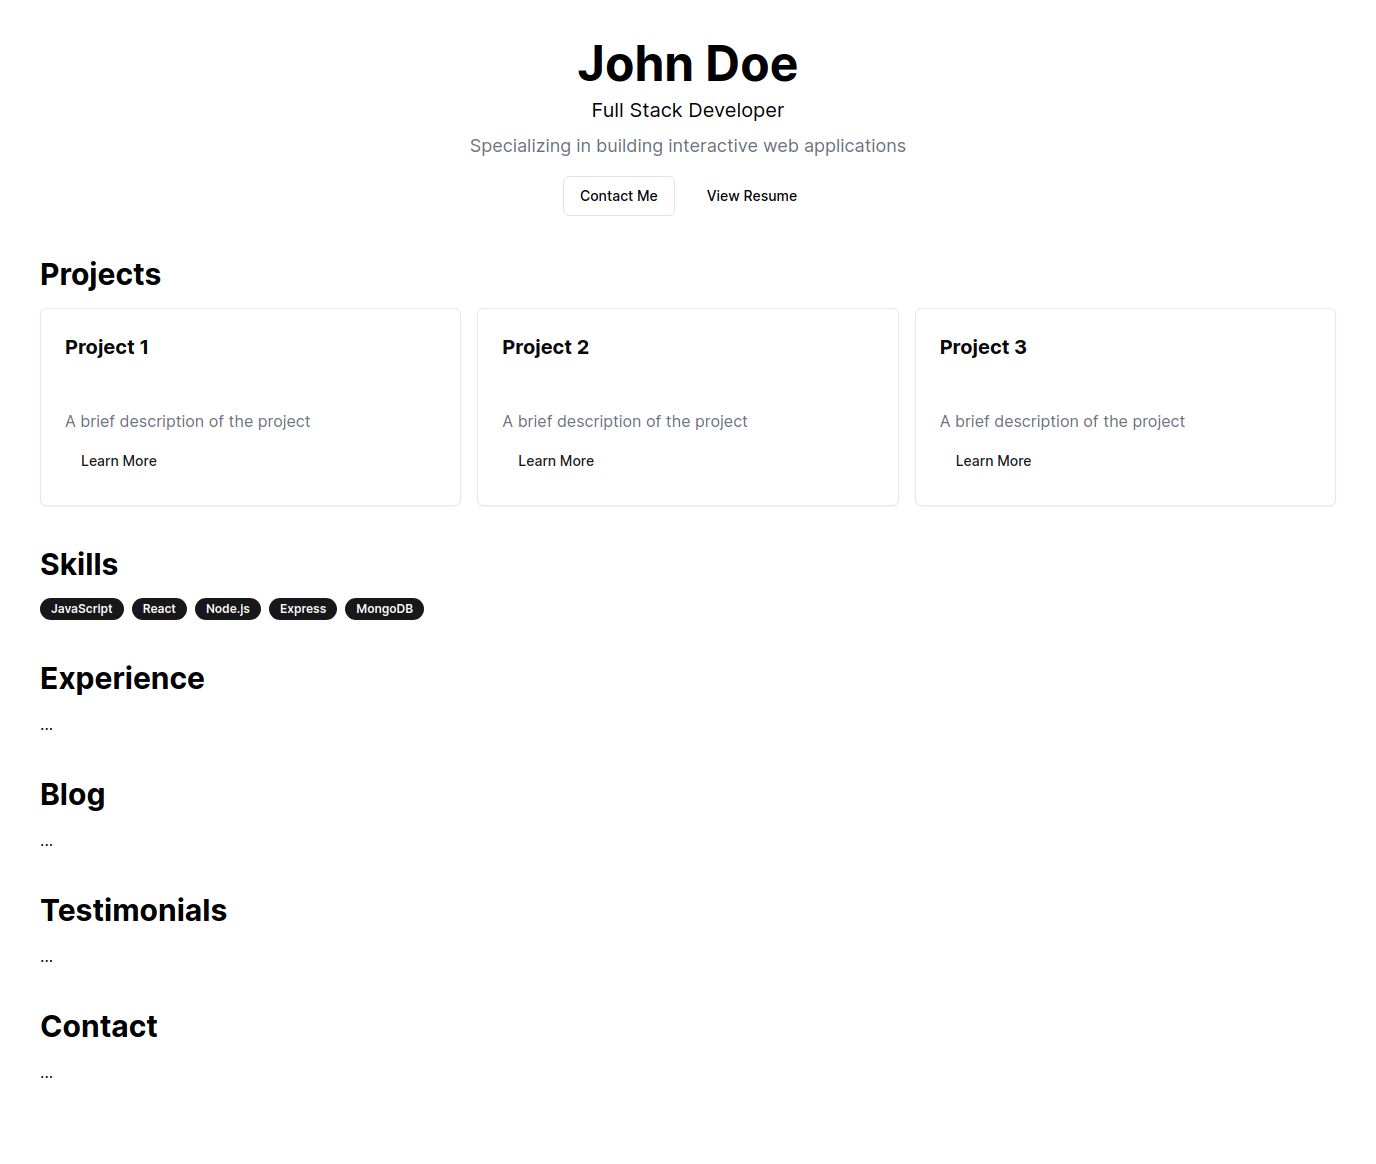 John Doe
Full Stack Developer
Specializing in building interactive web applications
Contact Me View Resume
Projects
Project 1
A brief description of the project
Learn More
Project 2
A brief description of the project
Learn More
Project 3
A brief description of the project
Learn More
Skills
JavaScript React Node.js Express MongoDB
Experience
...
Blog
...
Testimonials
...
Contact
...